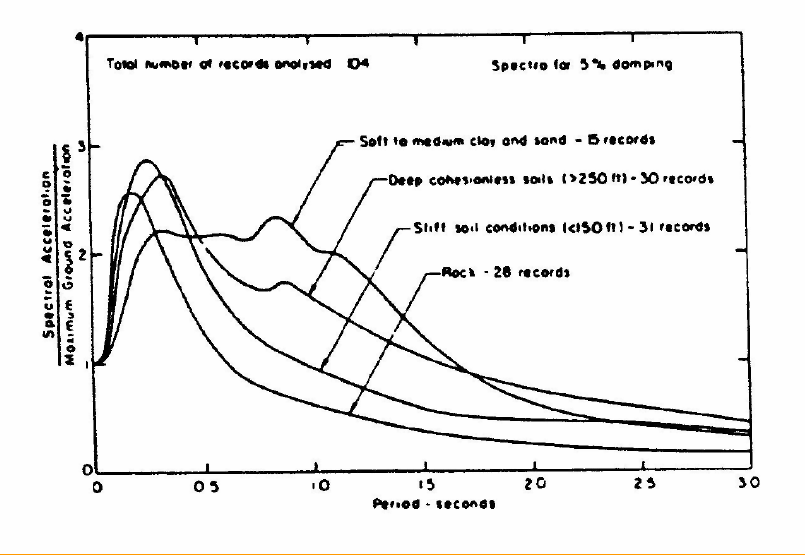 4
Total number of records analysed 104
Spectra for 5% damping
3
Soft to medium clay and sand - 15 records
Deep cohesionless soils (>250 ft) - 30 records
Stiff soil conditions (<150 ft) - 31 records
2
Rock - 28 records
Spectral Acceleration
Maximum Ground Acceleration
1
0
0 0.5 1.0 1.5 2.0 2.5 3.0
Period - seconds